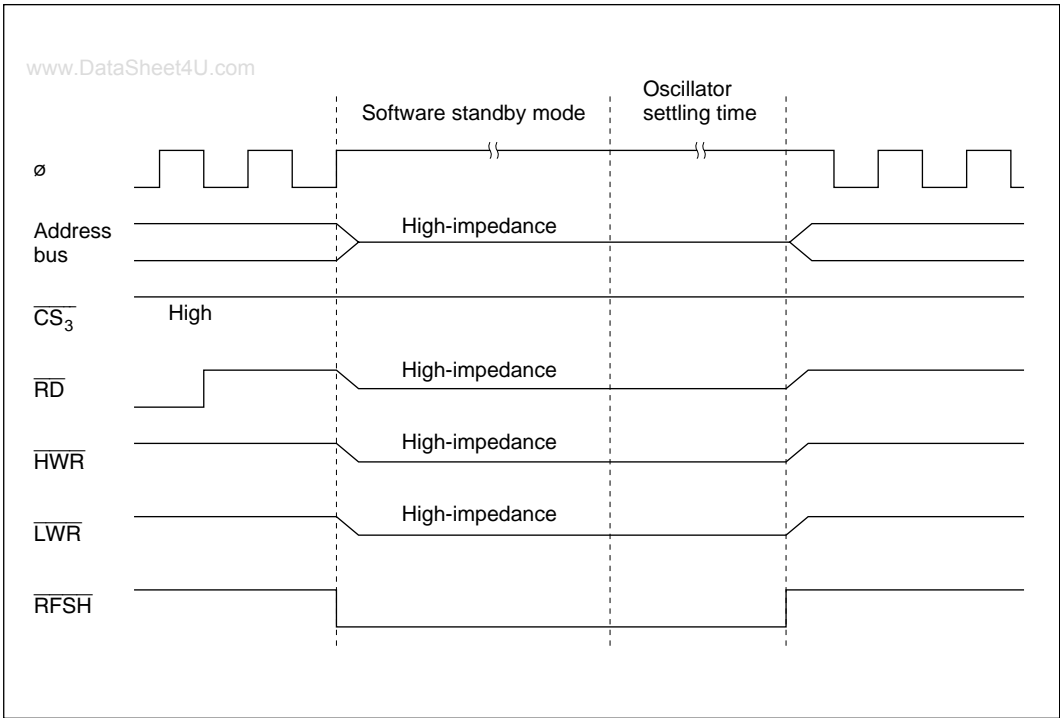 www.DataSheet4U.com
Oscillator
Software standby mode settling time
ø
Address High-impedance
bus
CS3 High
RD High-impedance
HWR High-impedance
LWR High-impedance
RFSH